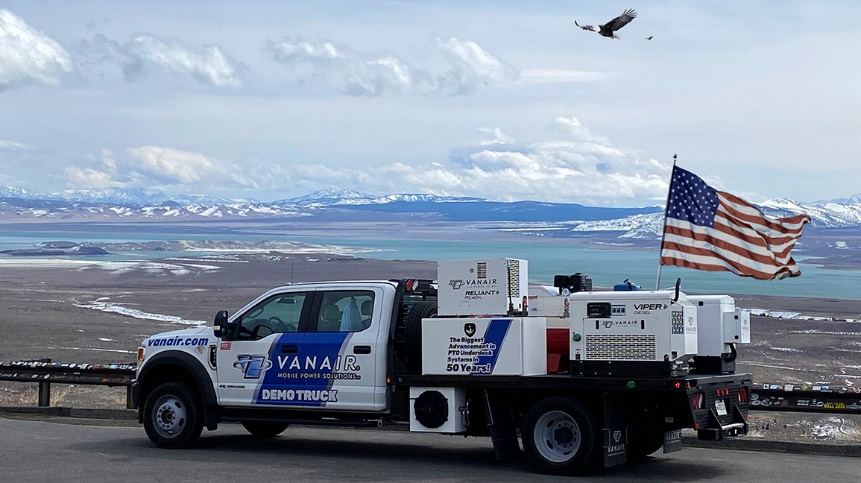 vanair.com
VANAIR
MOBILE POWER SOLUTIONS
DEMO TRUCK
VANAIR
RELIANT
The Biggest
Advancement in
PTO Underdeck
Systems in
50 Years!
VANAIR
VIPER
DIESEL
VANAIR